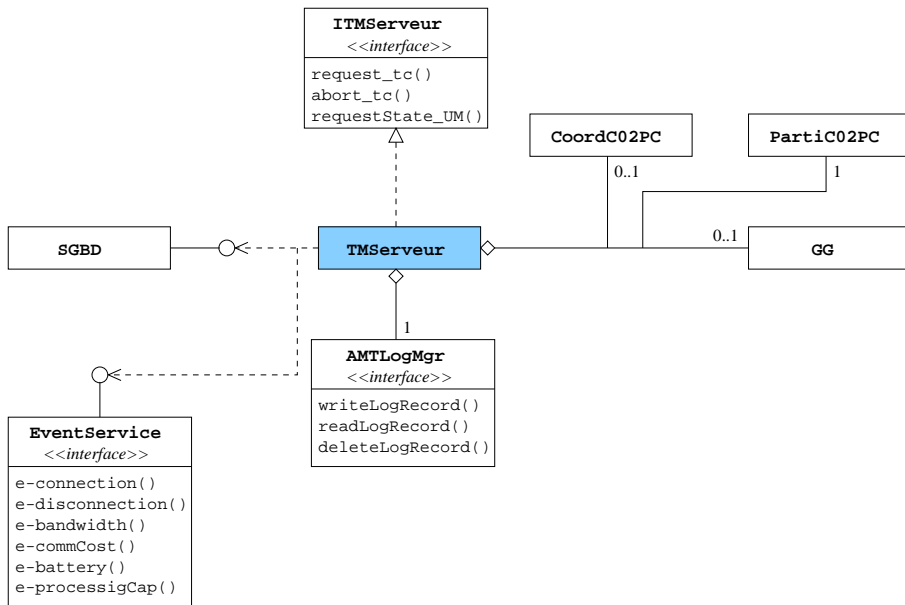 ITMServeur
<<interface>>
request_tc()
abort_tc()
requestState_UM()
CoordC02PC
PartiC02PC
0..1
1
SGBD
TMServeur
0..1
GG
1
AMTLogMgr
<<interface>>
writeLogRecord()
readLogRecord()
deleteLogRecord()
EventService
<<interface>>
e-connection()
e-disconnection()
e-bandwidth()
e-commCost()
e-battery()
e-processigCap()